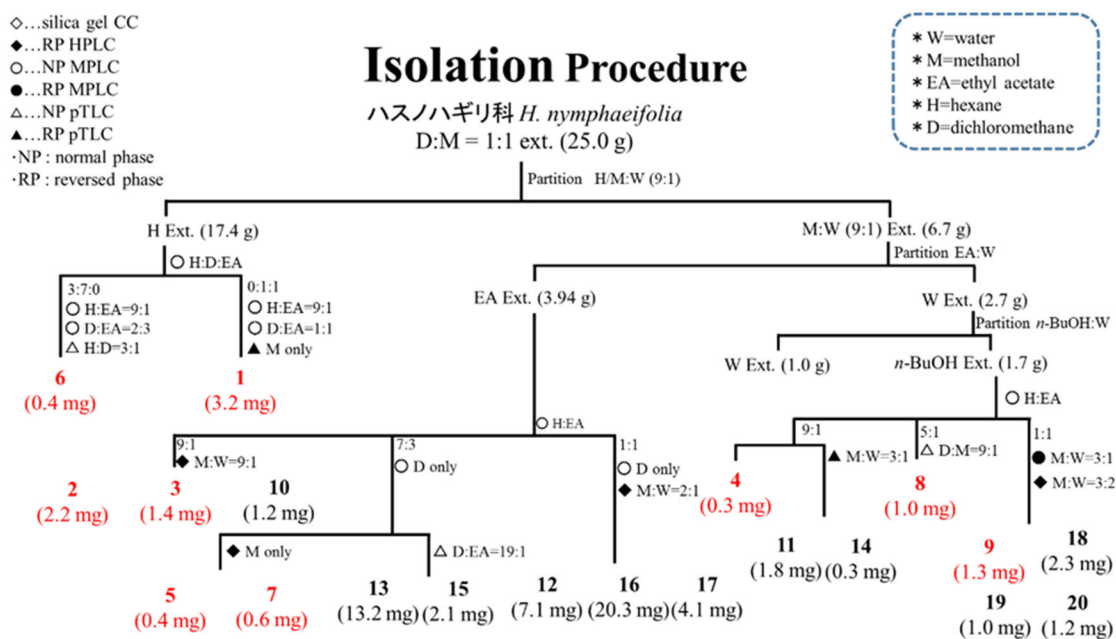 ◇…silica gel CC
◆…RP HPLC
○…NP MPLC
●…RP MPLC
△…NP pTLC
▲…RP pTLC
·NP : normal phase
·RP : reversed phase
Isolation Procedure
ハスノハギリ科 H. nymphaeifolia
D:M = 1:1 ext. (25.0 g)
＊W=water
＊M=methanol
＊EA=ethyl acetate
＊H=hexane
＊D=dichloromethane
Partition H/M:W (9:1)
H Ext. (17.4 g)
M:W (9:1) Ext. (6.7 g)
○ H:D:EA
Partition EA:W
3:7:0
○ H:EA=9:1
○ D:EA=2:3
△ H:D=3:1
0:1:1
○ H:EA=9:1
○ D:EA=1:1
▲ M only
6
(0.4 mg)
1
(3.2 mg)
EA Ext. (3.94 g)
W Ext. (2.7 g)
Partition n-BuOH:W
W Ext. (1.0 g)
n-BuOH Ext. (1.7 g)
○ H:EA
○ H:EA
9:1
◆ M:W=9:1
7:3
○ D only
1:1
○ D only
◆ M:W=2:1
9:1
▲ M:W=3:1
5:1
△ D:M=9:1
1:1
● M:W=3:1
◆ M:W=3:2
2
(2.2 mg)
3
(1.4 mg)
10
(1.2 mg)
4
(0.3 mg)
8
(1.0 mg)
◆ M only
△ D:EA=19:1
5
(0.4 mg)
7
(0.6 mg)
13
(13.2 mg)
15
(2.1 mg)
12
(7.1 mg)
16
(20.3 mg)
17
(4.1 mg)
11
(1.8 mg)
14
(0.3 mg)
9
(1.3 mg)
18
(2.3 mg)
19
(1.0 mg)
20
(1.2 mg)